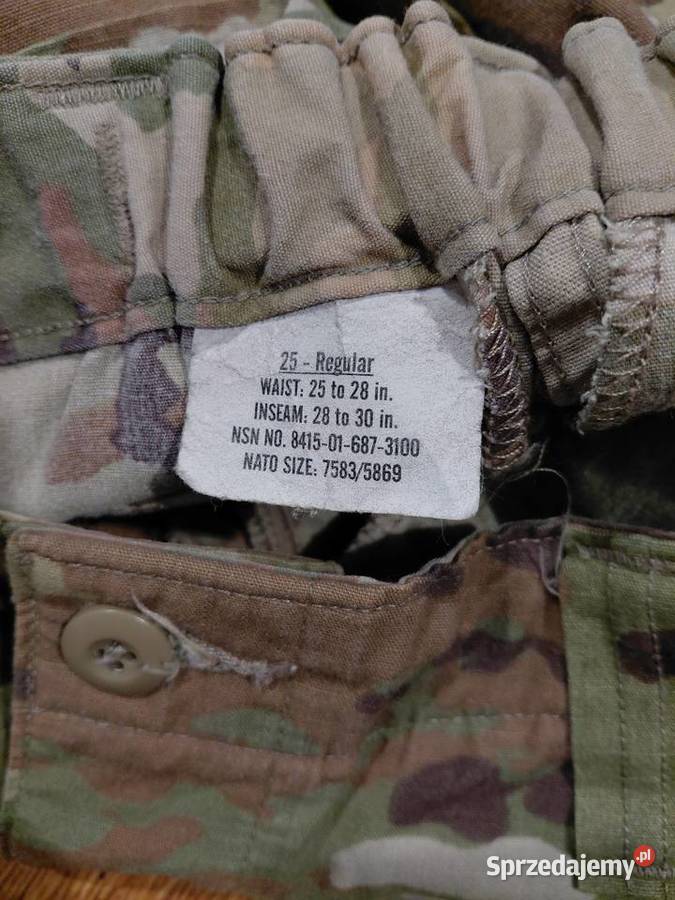 25 - Regular
WAIST: 25 to 28 in.
INSEAM: 28 to 30 in.
NSN NO. 8415-01-687-3100
NATO SIZE: 7583/5869
Sprzedajemy.pl